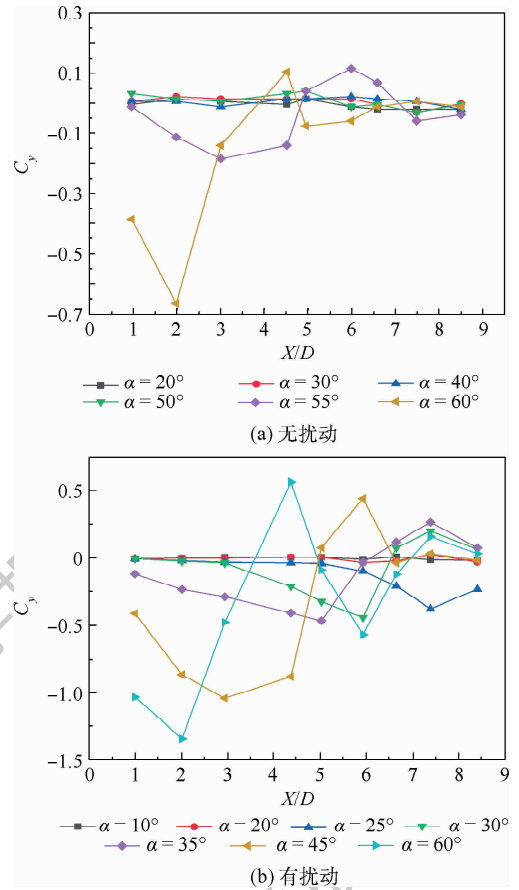 0.3
0.1
−0.1
−0.3
−0.5
−0.7
C_y
0 1 2 3 4 5 6 7 8 9
X/D
α = 20° α = 30° α = 40°
α = 50° α = 55° α = 60°
(a) 无扰动
0.5
0
−0.5
−1.0
−1.5
C_y
0 1 2 3 4 5 6 7 8 9
X/D
α − 10° α − 20° α − 25° α − 30°
α = 35° α = 45° α = 60°
(b) 有扰动